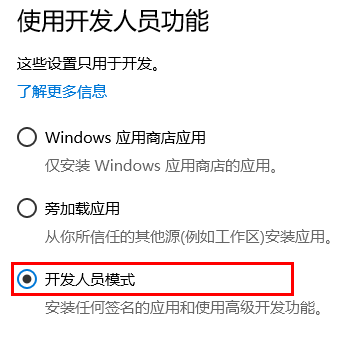 使用开发人员功能
这些设置只用于开发。
了解更多信息
Windows 应用商店应用
仅安装 Windows 应用商店的应用。
旁加载应用
从你所信任的其他源(例如工作区)安装应用。
开发人员模式
安装任何签名的应用和使用高级开发功能。